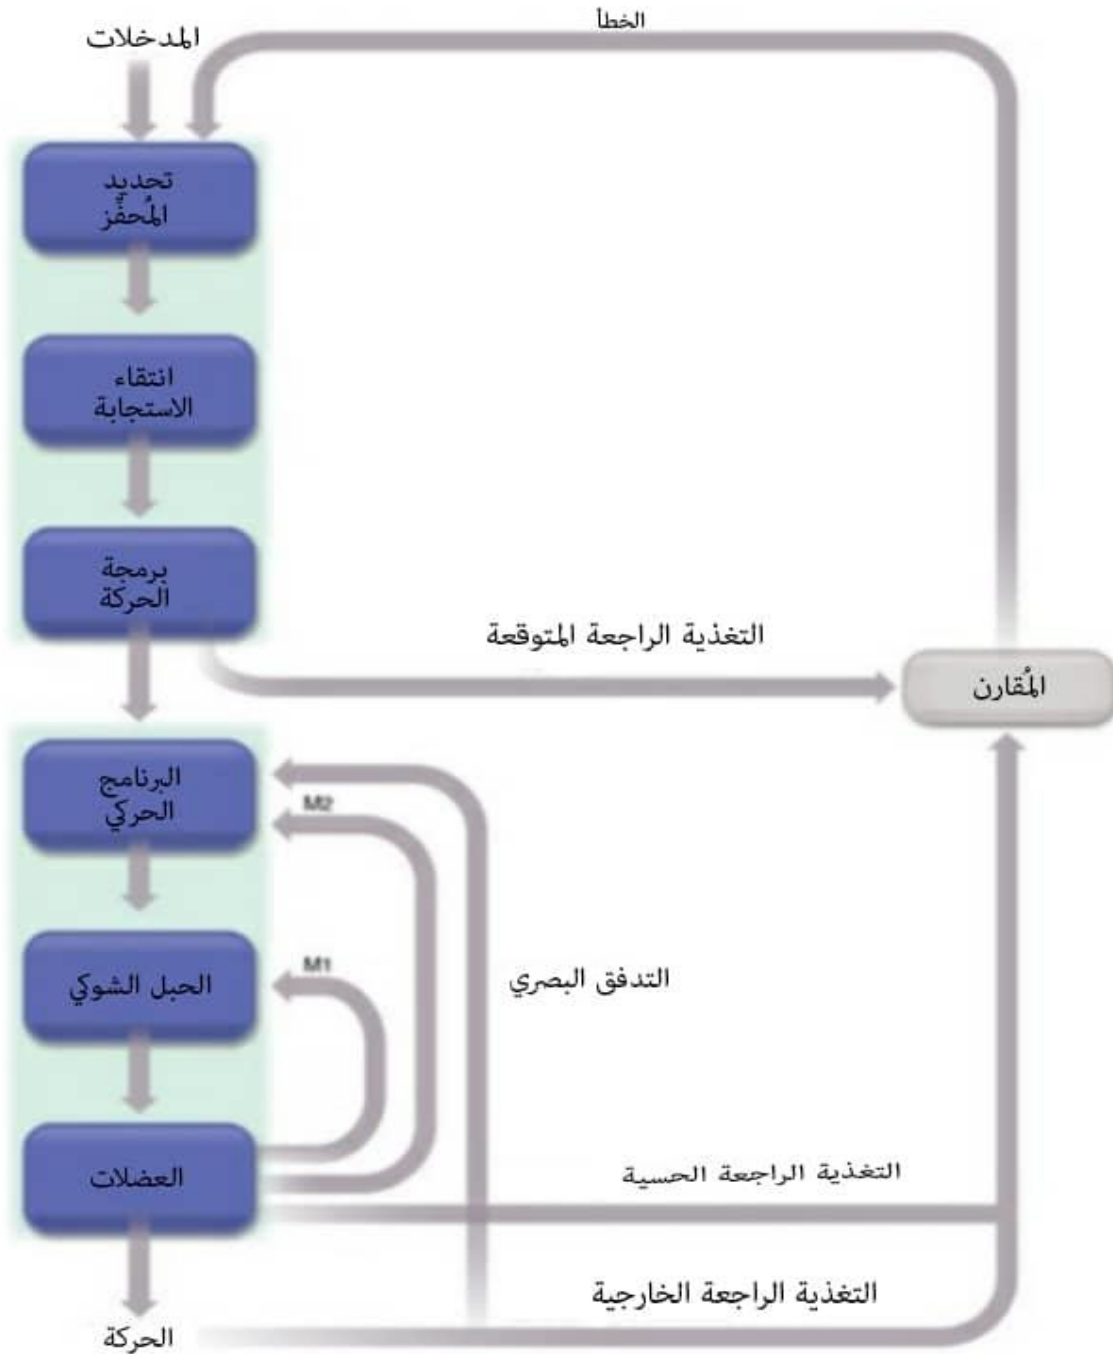 الخطأ
المدخلات
تحديد
المُحفِّز
انتقاء
الاستجابة
برمجة
الحركة
التغذية الراجعة المتوقعة
المُقارن
البرنامج
الحركي
M2
M1
الحبل الشوكي
التدفق البصري
العضلات
التغذية الراجعة الحسية
التغذية الراجعة الخارجية
الحركة